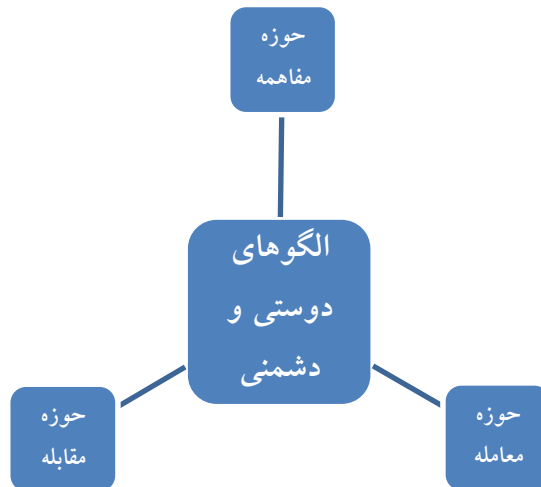 حوزه
مفاهمه
الگوهای
دوستی و
دشمنی
حوزه
معامله
حوزه
مقابله